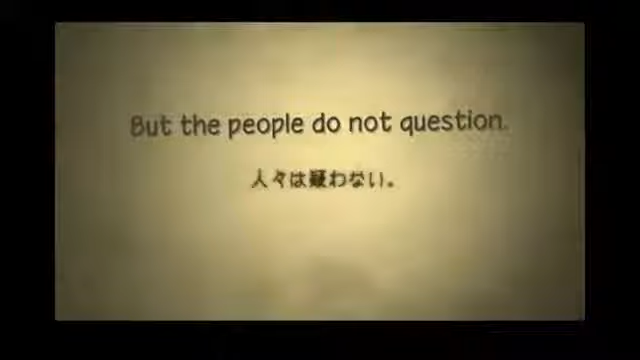 But the people do not question.
人々は疑わない。